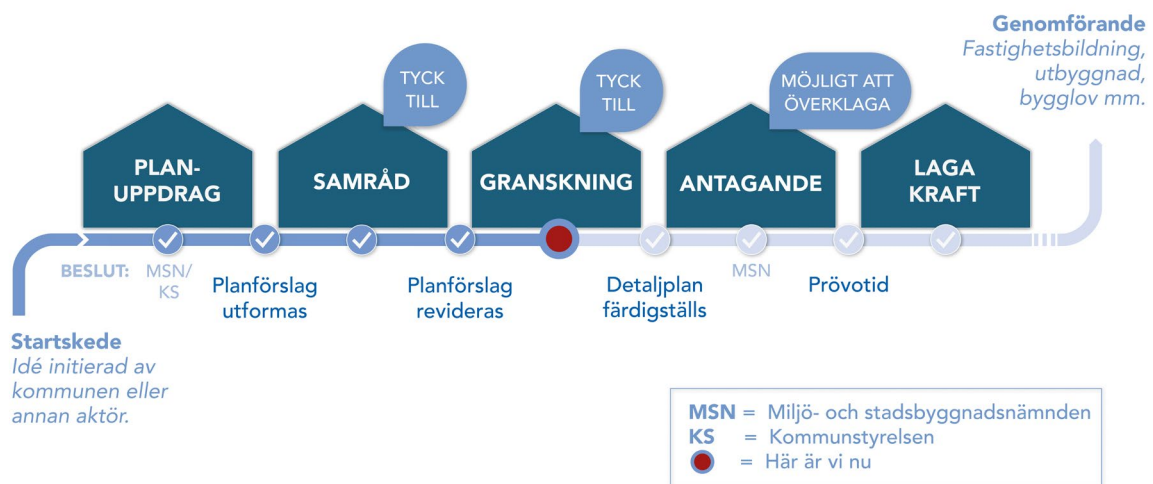 Genomförande
Fastighetsbildning,
utbyggnad,
bygglov mm.
TYCK
TILL
TYCK
TILL
MÖJLIGT ATT
ÖVERKLAGA
PLAN-
UPPDRAG
SAMRÅD
GRANSKNING
ANTAGANDE
LAGA
KRAFT
BESLUT:
MSN/
KS
Planförslag
utformas
Planförslag
revideras
Detaljplan
färdigställs
MSN
Prövotid
Startskede
Idé initierad av
kommunen eller
annan aktör.
MSN = Miljö- och stadsbyggnadsnämnden
KS = Kommunstyrelsen
= Här är vi nu